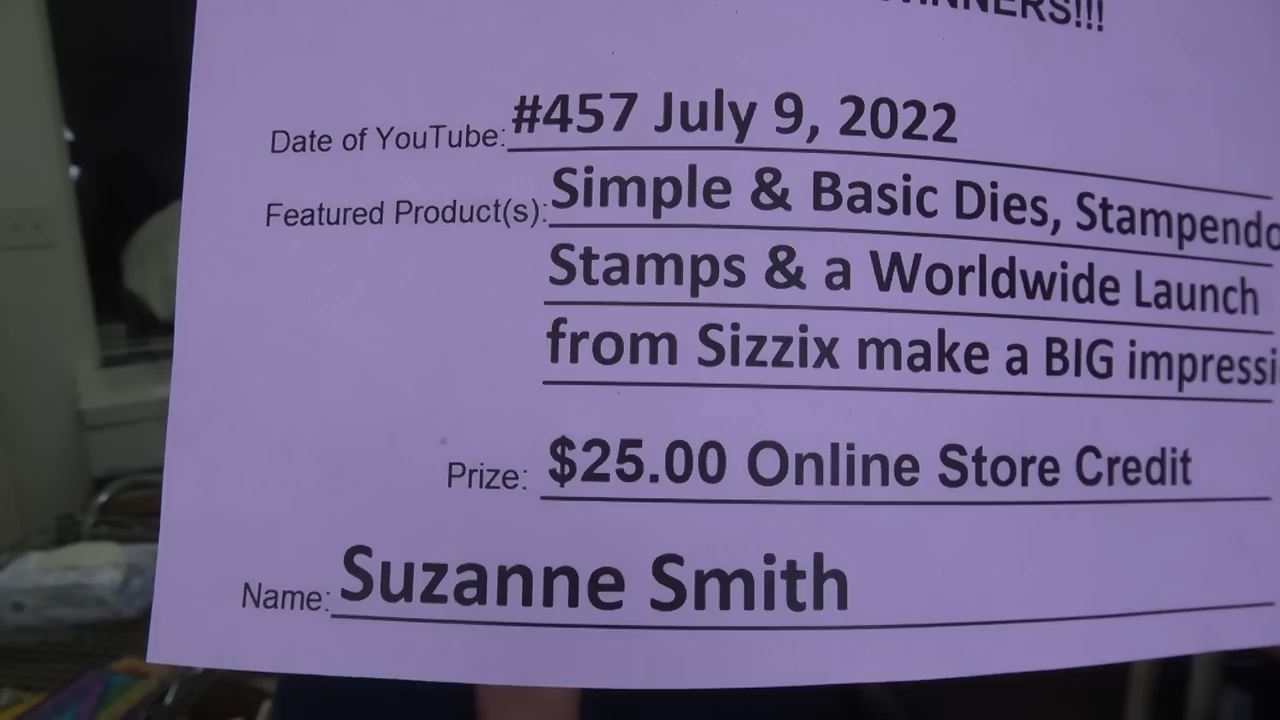 WINNERS!!!
Date of YouTube: #457 July 9, 2022
Featured Product(s): Simple & Basic Dies, Stampendo
Stamps & a Worldwide Launch
from Sizzix make a BIG impressi
Prize: $25.00 Online Store Credit
Name: Suzanne Smith